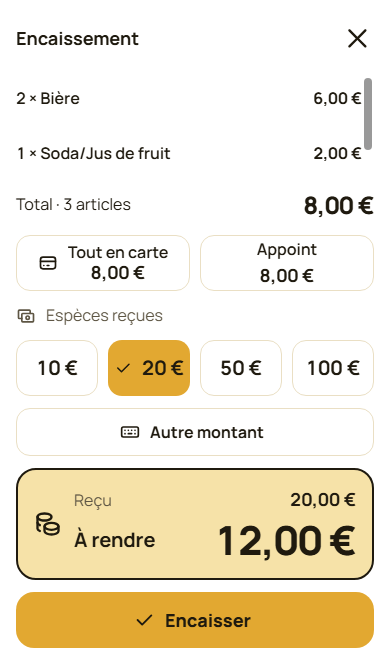 Encaissement
2 × Bière 6,00 €
1 × Soda/Jus de fruit 2,00 €
Total · 3 articles 8,00 €
Tout en carte
8,00 €
Appoint
8,00 €
Espèces reçues
10 €
20 €
50 €
100 €
Autre montant
Reçu 20,00 €
À rendre 12,00 €
Encaisser